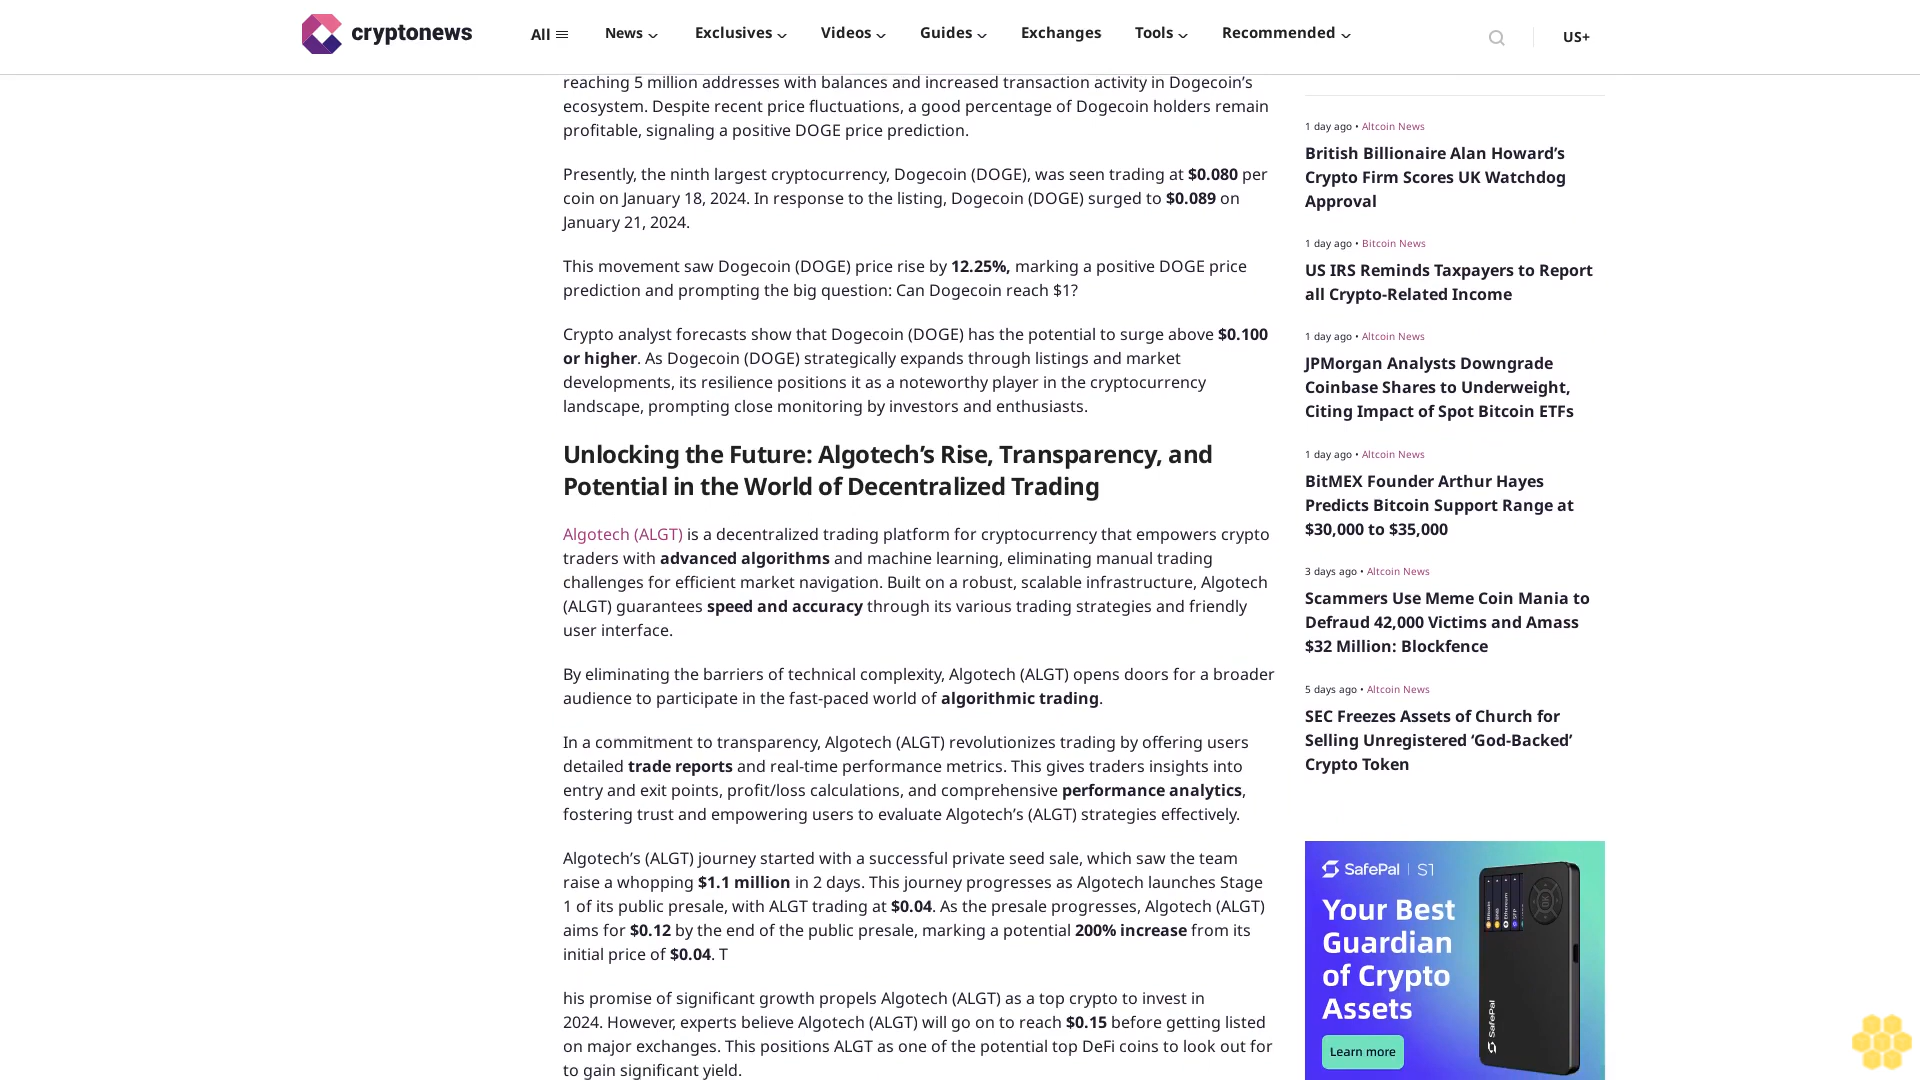 cryptonews
All
News
Exclusives
Videos
Guides
Exchanges
Tools
Recommended
US+
reaching 5 million addresses with balances and increased transaction activity in Dogecoin’s
ecosystem. Despite recent price fluctuations, a good percentage of Dogecoin holders remain
profitable, signaling a positive DOGE price prediction.
Presently, the ninth largest cryptocurrency, Dogecoin (DOGE), was seen trading at $0.080 per
coin on January 18, 2024. In response to the listing, Dogecoin (DOGE) surged to $0.089 on
January 21, 2024.
This movement saw Dogecoin (DOGE) price rise by 12.25%, marking a positive DOGE price
prediction and prompting the big question: Can Dogecoin reach $1?
Crypto analyst forecasts show that Dogecoin (DOGE) has the potential to surge above $0.100
or higher. As Dogecoin (DOGE) strategically expands through listings and market
developments, its resilience positions it as a noteworthy player in the cryptocurrency
landscape, prompting close monitoring by investors and enthusiasts.
Unlocking the Future: Algotech’s Rise, Transparency, and
Potential in the World of Decentralized Trading
Algotech (ALGT) is a decentralized trading platform for cryptocurrency that empowers crypto
traders with advanced algorithms and machine learning, eliminating manual trading
challenges for efficient market navigation. Built on a robust, scalable infrastructure, Algotech
(ALGT) guarantees speed and accuracy through its various trading strategies and friendly
user interface.
By eliminating the barriers of technical complexity, Algotech (ALGT) opens doors for a broader
audience to participate in the fast-paced world of algorithmic trading.
In a commitment to transparency, Algotech (ALGT) revolutionizes trading by offering users
detailed trade reports and real-time performance metrics. This gives traders insights into
entry and exit points, profit/loss calculations, and comprehensive performance analytics,
fostering trust and empowering users to evaluate Algotech’s (ALGT) strategies effectively.
Algotech’s (ALGT) journey started with a successful private seed sale, which saw the team
raise a whopping $1.1 million in 2 days. This journey progresses as Algotech launches Stage
1 of its public presale, with ALGT trading at $0.04. As the presale progresses, Algotech (ALGT)
aims for $0.12 by the end of the public presale, marking a potential 200% increase from its
initial price of $0.04. T
his promise of significant growth propels Algotech (ALGT) as a top crypto to invest in
2024. However, experts believe Algotech (ALGT) will go on to reach $0.15 before getting listed
on major exchanges. This positions ALGT as one of the potential top DeFi coins to look out for
to gain significant yield.
1 day ago • Altcoin News
British Billionaire Alan Howard’s
Crypto Firm Scores UK Watchdog
Approval
1 day ago • Bitcoin News
US IRS Reminds Taxpayers to Report
all Crypto-Related Income
1 day ago • Altcoin News
JPMorgan Analysts Downgrade
Coinbase Shares to Underweight,
Citing Impact of Spot Bitcoin ETFs
1 day ago • Altcoin News
BitMEX Founder Arthur Hayes
Predicts Bitcoin Support Range at
$30,000 to $35,000
3 days ago • Altcoin News
Scammers Use Meme Coin Mania to
Defraud 42,000 Victims and Amass
$32 Million: Blockfence
5 days ago • Altcoin News
SEC Freezes Assets of Church for
Selling Unregistered ‘God-Backed’
Crypto Token
SafePal | S1
Your Best
Guardian
of Crypto
Assets
Learn more
Bitcoin
BNB
Ethereum
SFP
OK
SafePal